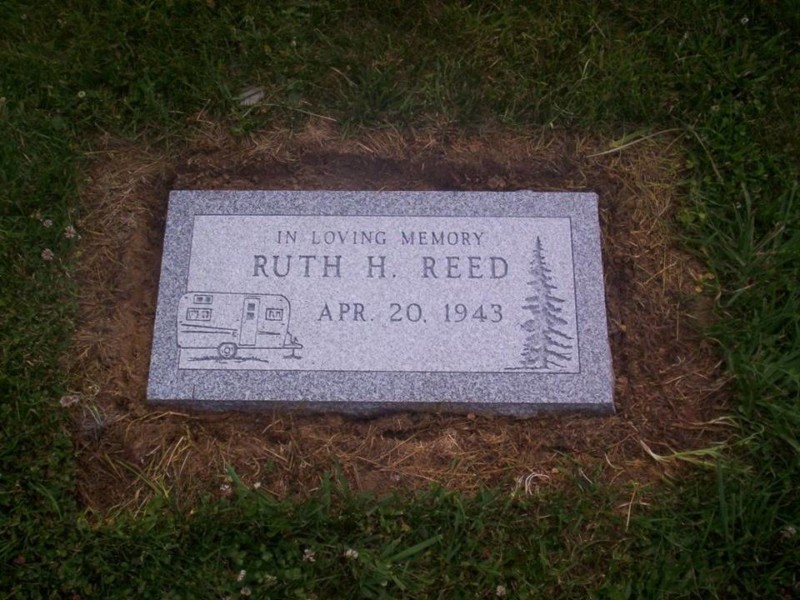 IN LOVING MEMORY
RUTH H. REED
APR. 20, 1943